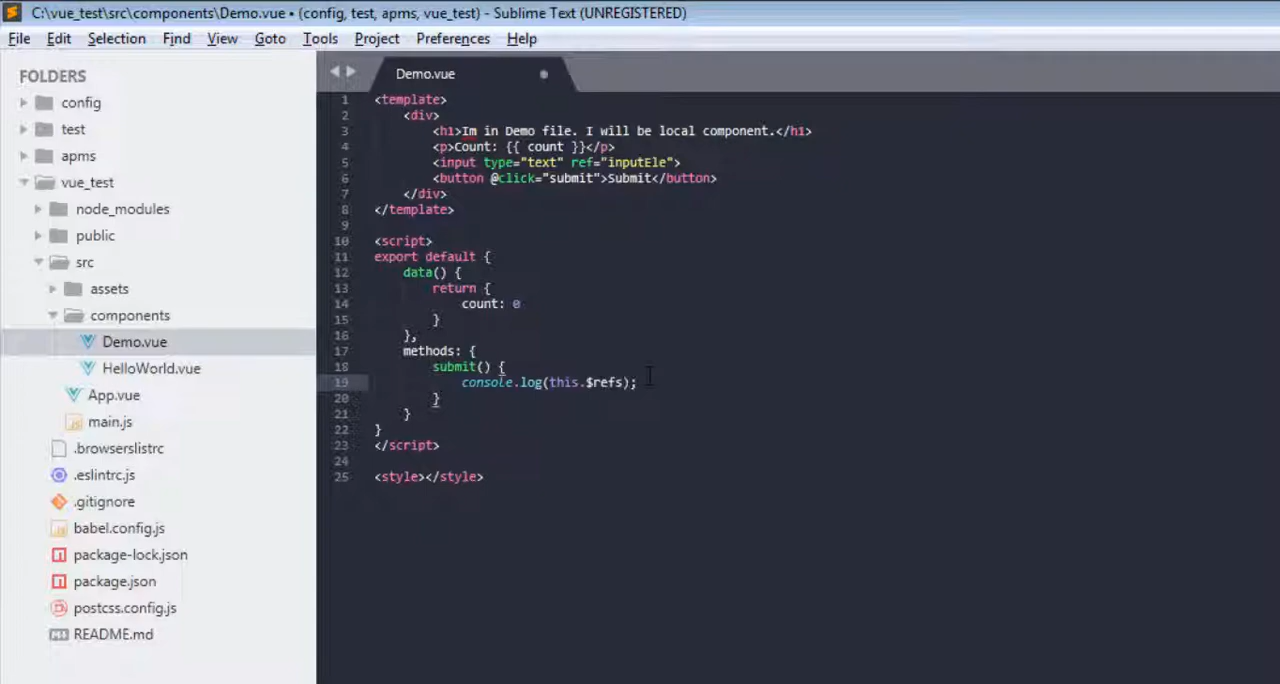 C:\vue_test\src\components\Demo.vue • (config, test, apms, vue_test) - Sublime Text (UNREGISTERED)
File Edit Selection Find View Goto Tools Project Preferences Help
FOLDERS
config
test
apms
vue_test
node_modules
public
src
assets
components
Demo.vue
HelloWorld.vue
App.vue
main.js
.browserslistrc
.eslintrc.js
.gitignore
babel.config.js
package-lock.json
package.json
postcss.config.js
README.md
Demo.vue
1 <template>
2 <div>
3 <h1>Im in Demo file. I will be local component.</h1>
4 <p>Count: {{ count }}</p>
5 <input type="text" ref="inputEle">
6 <button @click="submit">Submit</button>
7 </div>
8 </template>
9
10 <script>
11 export default {
12 data() {
13 return {
14 count: 0
15 }
16 },
17 methods: {
18 submit() {
19 console.log(this.$refs);
20 }
21 }
22 }
23 </script>
24
25 <style></style>